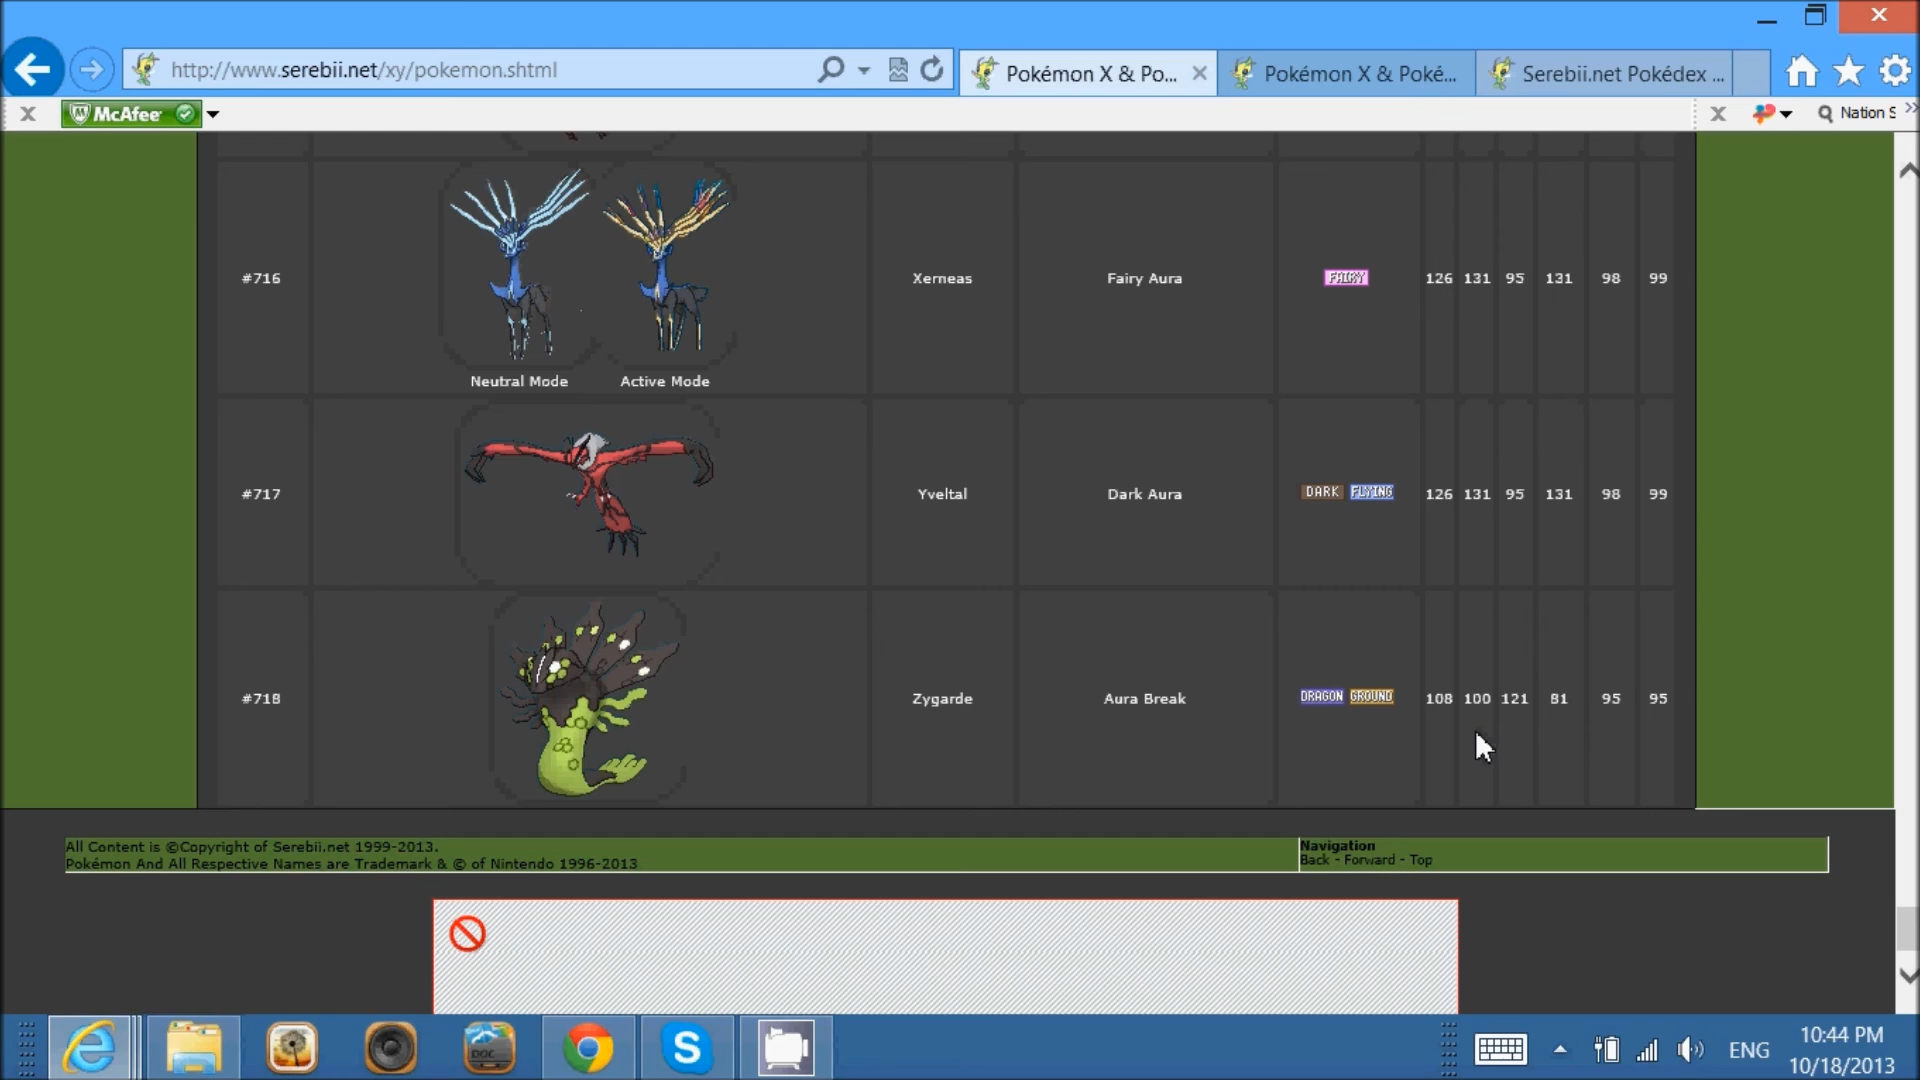 http://www.serebii.net/xy/pokemon.shtml
Pokémon X & Po...
Pokémon X & Poké...
Serebii.net Pokédex ...
McAfee
Nation S
#716
Neutral Mode
Active Mode
Xerneas
Fairy Aura
FAIRY
126 131 95 131 98 99
#717
Yveltal
Dark Aura
DARK FLYING
126 131 95 131 98 99
#718
Zygarde
Aura Break
DRAGON GROUND
108 100 121 81 95 95
All Content is ©Copyright of Serebii.net 1999-2013.
Pokémon And All Respective Names are Trademark & © of Nintendo 1996-2013
Navigation
Back - Forward - Top
DOC
ENG
10:44 PM
10/18/2013